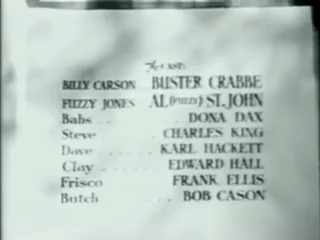 The CAST:
BILLY CARSON BUSTER CRABBE
FUZZY JONES AL (FUZZY) ST. JOHN
Babs .. .. DONA DAX
Steve .... CHARLES KING
Dave .... KARL HACKETT
Clay .... EDWARD HALL
Frisco FRANK ELLIS
Butch .... BOB CASON